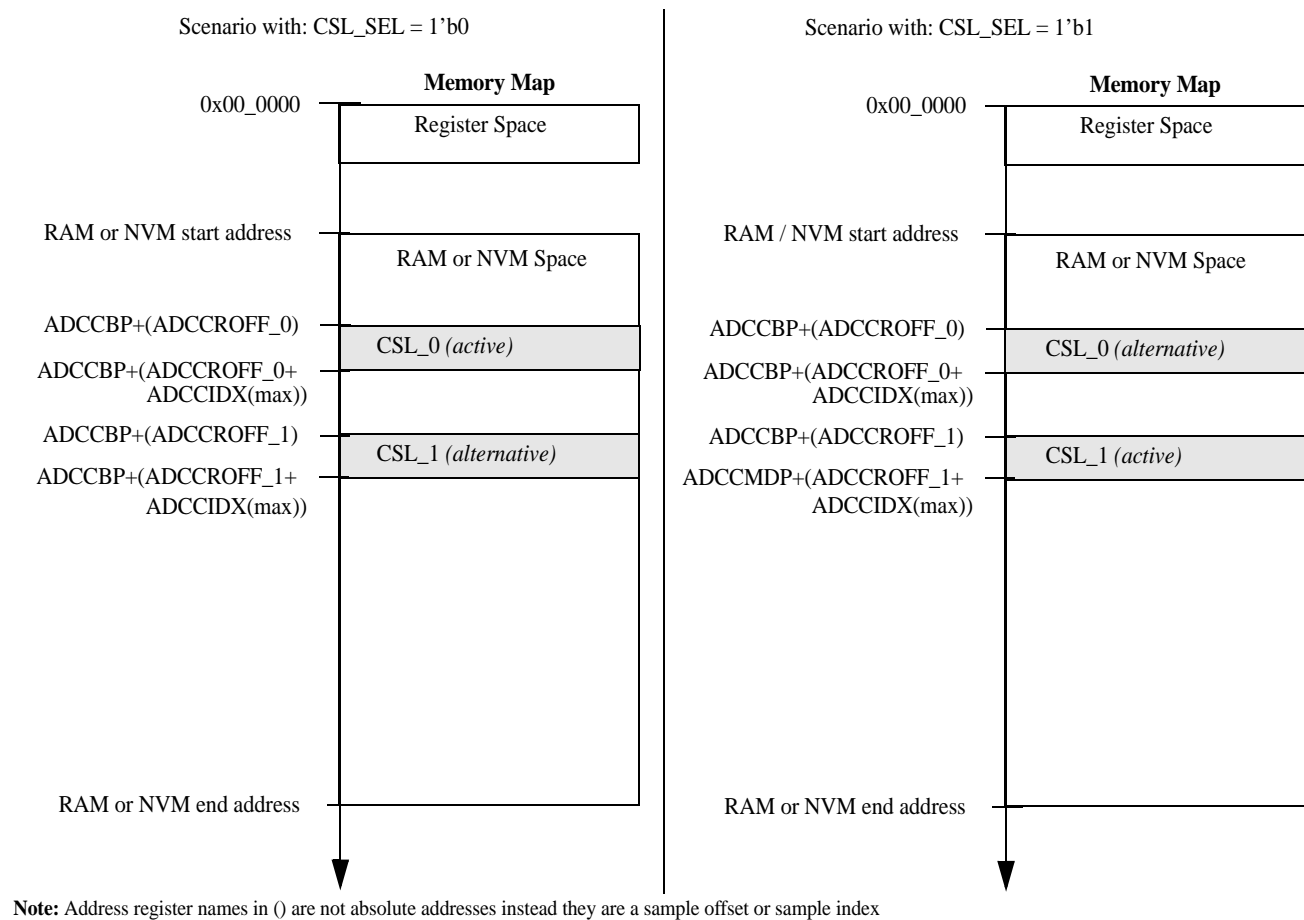 Scenario with: CSL_SEL = 1’b0
Memory Map
0x00_0000
Register Space
RAM or NVM start address
RAM or NVM Space
ADCCBP+(ADCCROFF_0)
CSL_0 (active)
ADCCBP+(ADCCROFF_0+
ADCCIDX(max))
ADCCBP+(ADCCROFF_1)
CSL_1 (alternative)
ADCCBP+(ADCCROFF_1+
ADCCIDX(max))
RAM or NVM end address
Scenario with: CSL_SEL = 1’b1
Memory Map
0x00_0000
Register Space
RAM / NVM start address
RAM or NVM Space
ADCCBP+(ADCCROFF_0)
CSL_0 (alternative)
ADCCBP+(ADCCROFF_0+
ADCCIDX(max))
ADCCBP+(ADCCROFF_1)
CSL_1 (active)
ADCCMDP+(ADCCROFF_1+
ADCCIDX(max))
RAM or NVM end address
Note: Address register names in () are not absolute addresses instead they are a sample offset or sample index